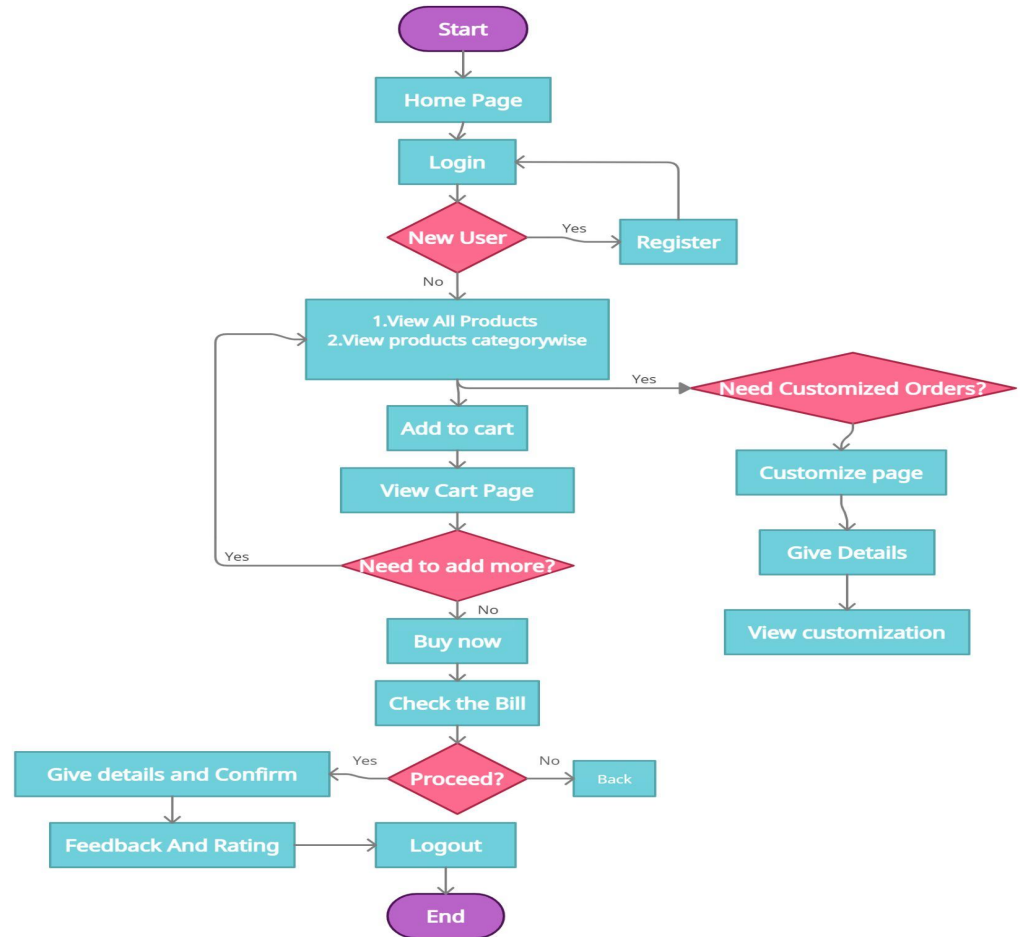 Start
Home Page
Login
New User
Yes
Register
No
1.View All Products
2.View products categorywise
Yes
Need Customized Orders?
Add to cart
Customize page
View Cart Page
Give Details
Yes
Need to add more?
No
View customization
Buy now
Check the Bill
Give details and Confirm
Yes
Proceed?
No
Back
Feedback And Rating
Logout
End